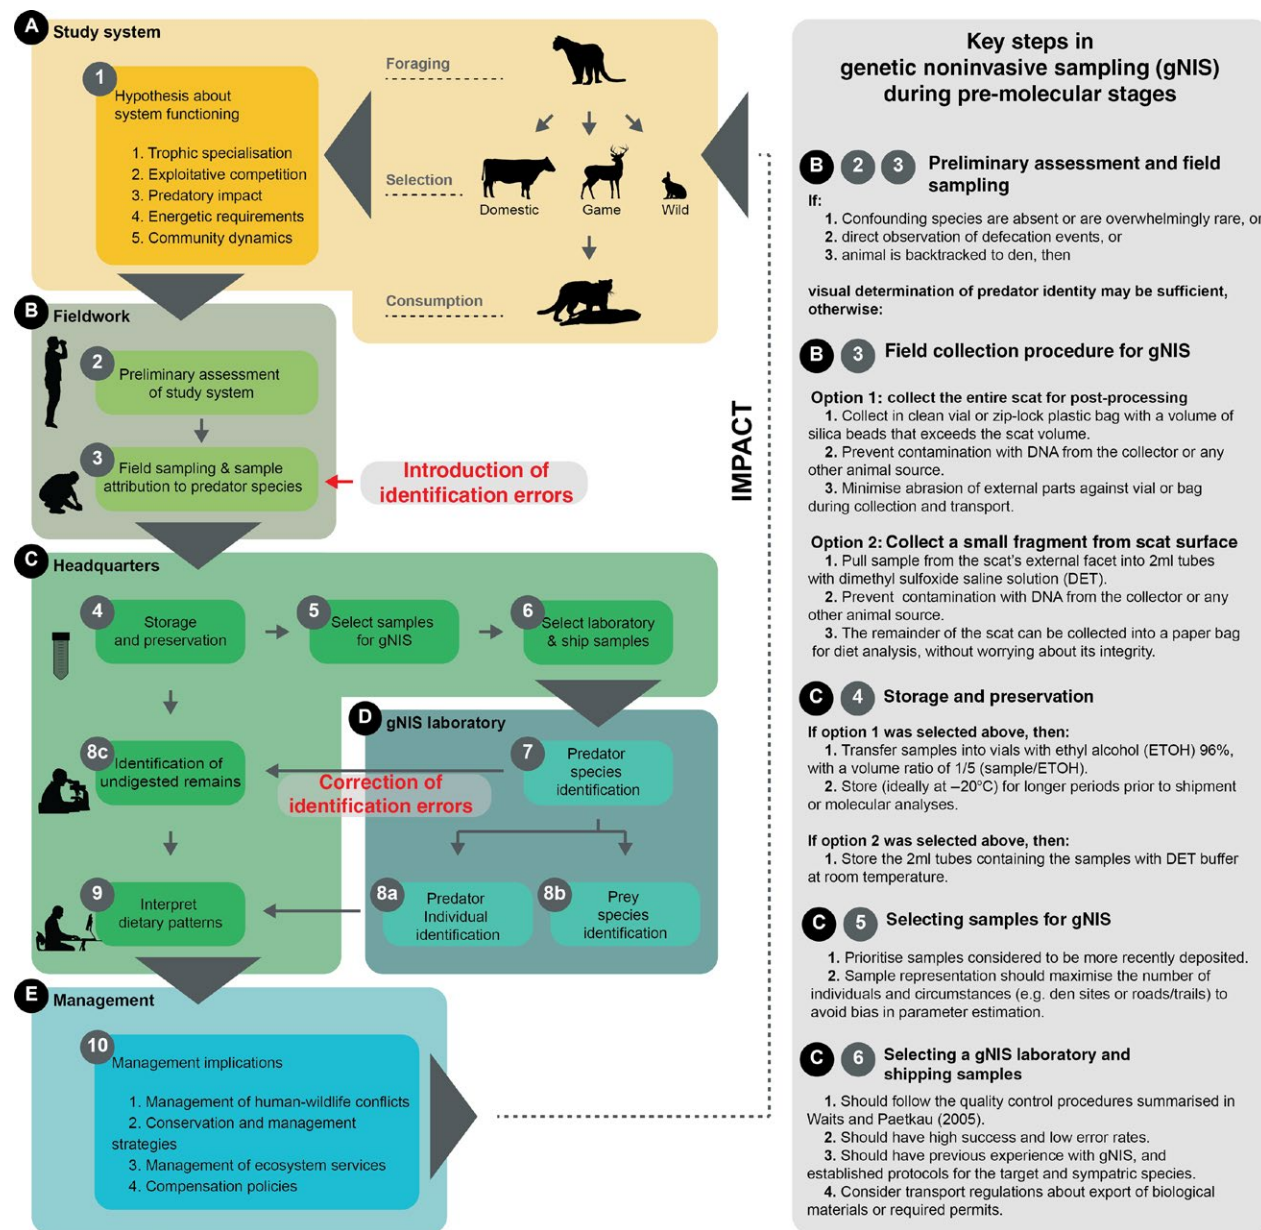 A Study system
1
Hypothesis about
system functioning
1. Trophic specialisation
2. Exploitative competition
3. Predatory impact
4. Energetic requirements
5. Community dynamics
Foraging
Selection
Domestic Game Wild
Consumption
B Fieldwork
2
Preliminary assessment
of study system
3
Field sampling & sample
attribution to predator species
Introduction of
identification errors
C Headquarters
4
Storage
and preservation
5
Select samples
for gNIS
6
Select laboratory
& ship samples
8c
Identification of
undigested remains
Correction of
identification errors
9
Interpret
dietary patterns
D gNIS laboratory
7
Predator
species
identification
8a
Predator
Individual
identification
8b
Prey
species
identification
E Management
10
Management implications
1. Management of human-wildlife conflicts
2. Conservation and management
strategies
3. Management of ecosystem services
4. Compensation policies
IMPACT
Key steps in
genetic noninvasive sampling (gNIS)
during pre-molecular stages
B 2 3 Preliminary assessment and field
sampling
If:
1. Confounding species are absent or are overwhelmingly rare, or
2. direct observation of defecation events, or
3. animal is backtracked to den, then
visual determination of predator identity may be sufficient,
otherwise:
B 3 Field collection procedure for gNIS
Option 1: collect the entire scat for post-processing
1. Collect in clean vial or zip-lock plastic bag with a volume of
silica beads that exceeds the scat volume.
2. Prevent contamination with DNA from the collector or any
other animal source.
3. Minimise abrasion of external parts against vial or bag
during collection and transport.
Option 2: Collect a small fragment from scat surface
1. Pull sample from the scat's external facet into 2ml tubes
with dimethyl sulfoxide saline solution (DET).
2. Prevent contamination with DNA from the collector or any
other animal source.
3. The remainder of the scat can be collected into a paper bag
for diet analysis, without worrying about its integrity.
C 4 Storage and preservation
If option 1 was selected above, then:
1. Transfer samples into vials with ethyl alcohol (ETOH) 96%,
with a volume ratio of 1/5 (sample/ETOH).
2. Store (ideally at –20°C) for longer periods prior to shipment
or molecular analyses.
If option 2 was selected above, then:
1. Store the 2ml tubes containing the samples with DET buffer
at room temperature.
C 5 Selecting samples for gNIS
1. Prioritise samples considered to be more recently deposited.
2. Sample representation should maximise the number of
individuals and circumstances (e.g. den sites or roads/trails) to
avoid bias in parameter estimation.
C 6 Selecting a gNIS laboratory and
shipping samples
1. Should follow the quality control procedures summarised in
Waits and Paetkau (2005).
2. Should have high success and low error rates.
3. Should have previous experience with gNIS, and
established protocols for the target and sympatric species.
4. Consider transport regulations about export of biological
materials or required permits.